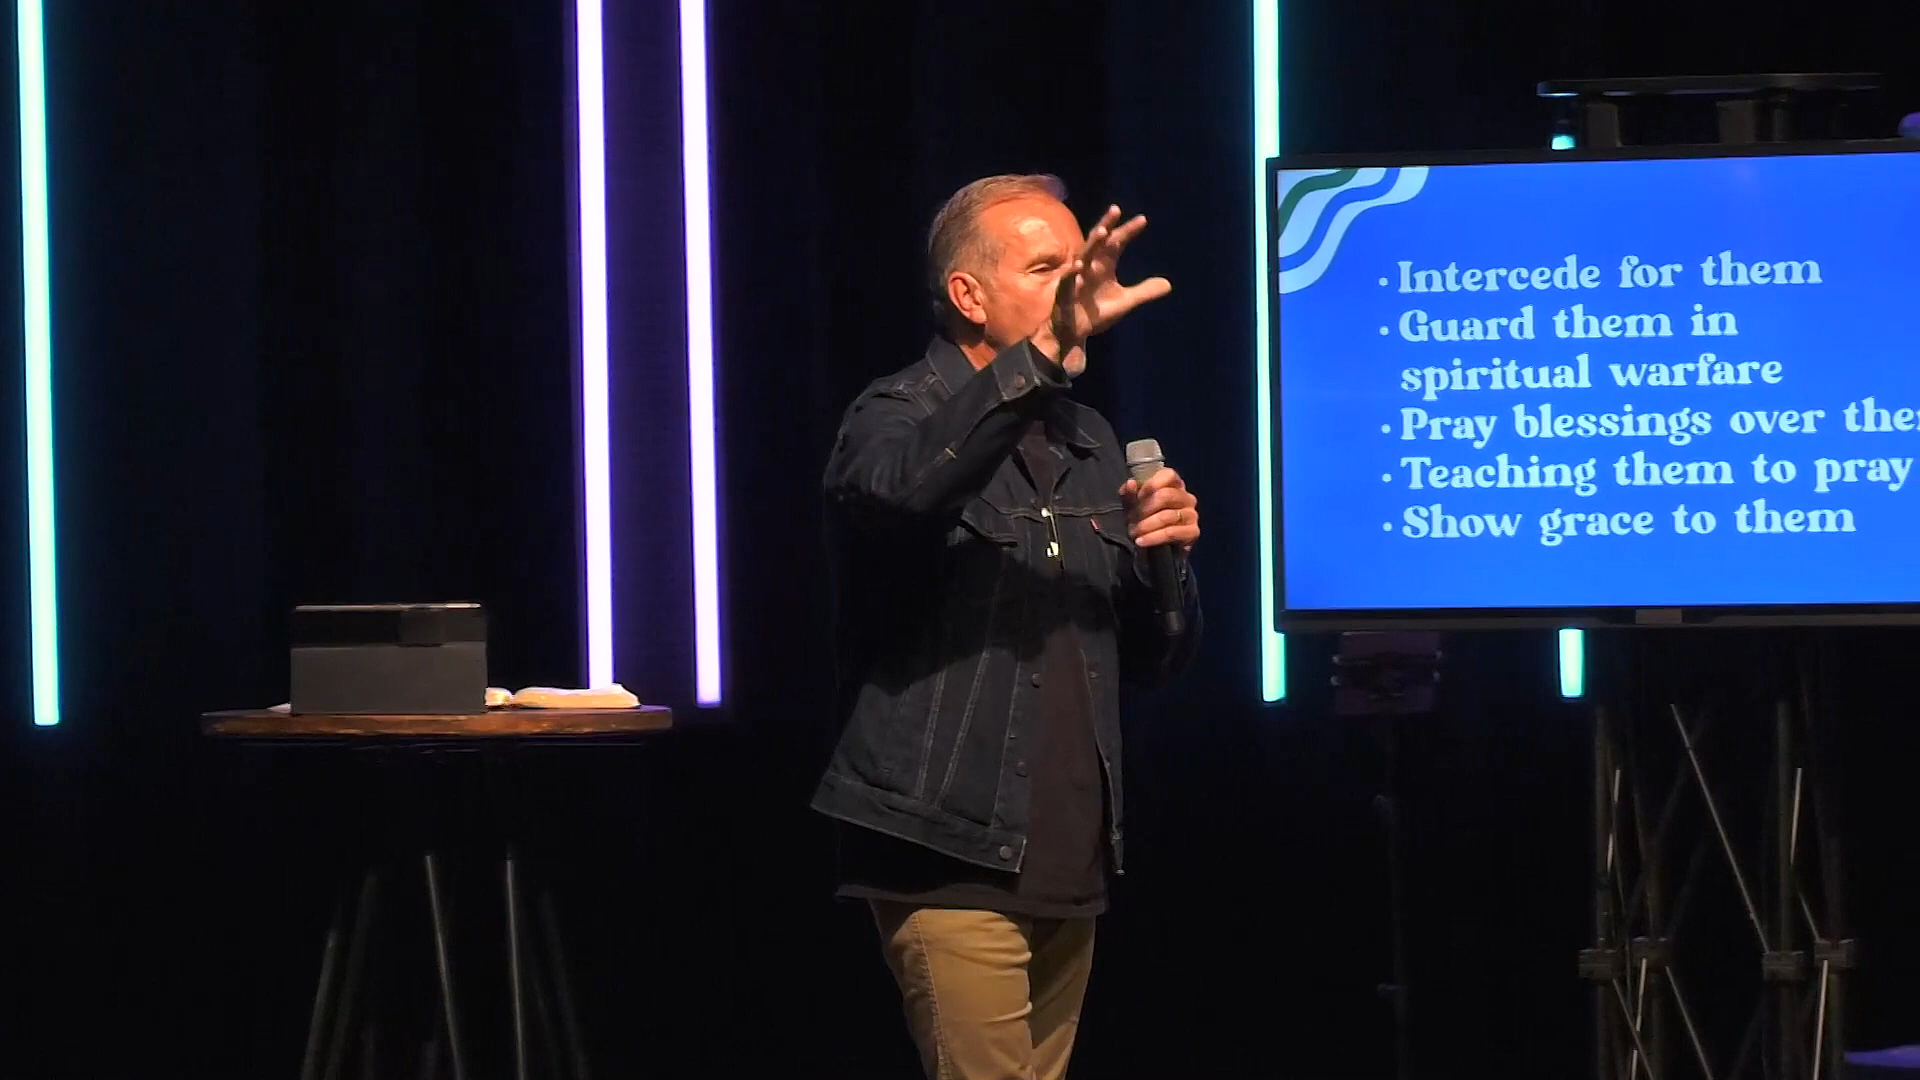 • Intercede for them
• Guard them in
spiritual warfare
• Pray blessings over the
• Teaching them to pray
• Show grace to them